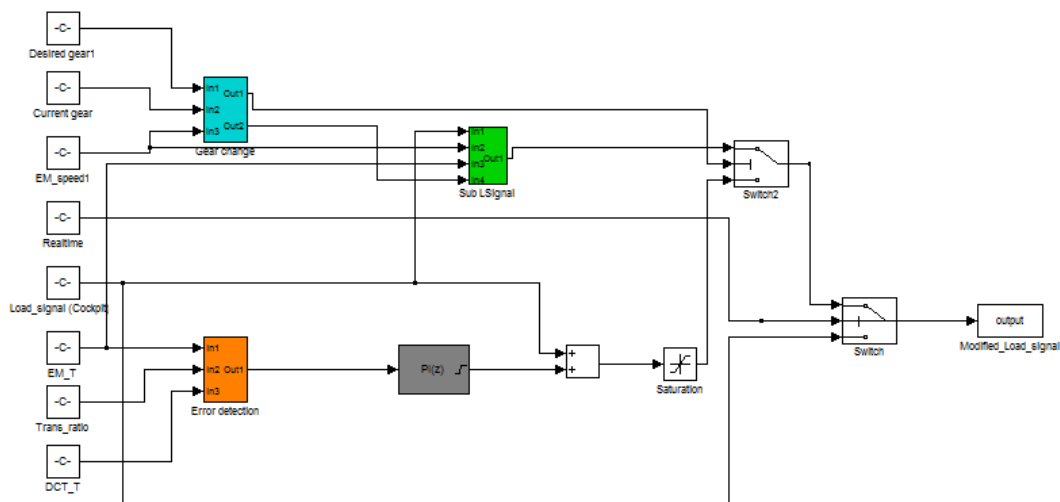 -C-
Desired gear1
-C-
Current gear
-C-
EM_speed1
-C-
Realtime
-C-
Load_signal (Cockpit)
-C-
EM_T
-C-
Trans_ratio
-C-
DCT_T
In1
In2
In3
Out1
Out2
Gear change
In1
In2
In3
In4
Out1
Sub LSignal
Switch2
In1
In2
In3
Out1
Error detection
PI(z)
+
+
Saturation
Switch
output
Modified_Load_signal